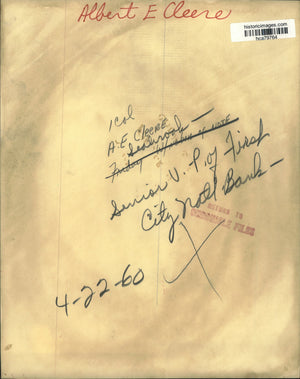 Albert E Cleere
historicimages.com
hca79764
1 Col
A-E CLEERE
Senior V.P. of First
City Natl Bank-
RETURN TO
FILES
4-22-60